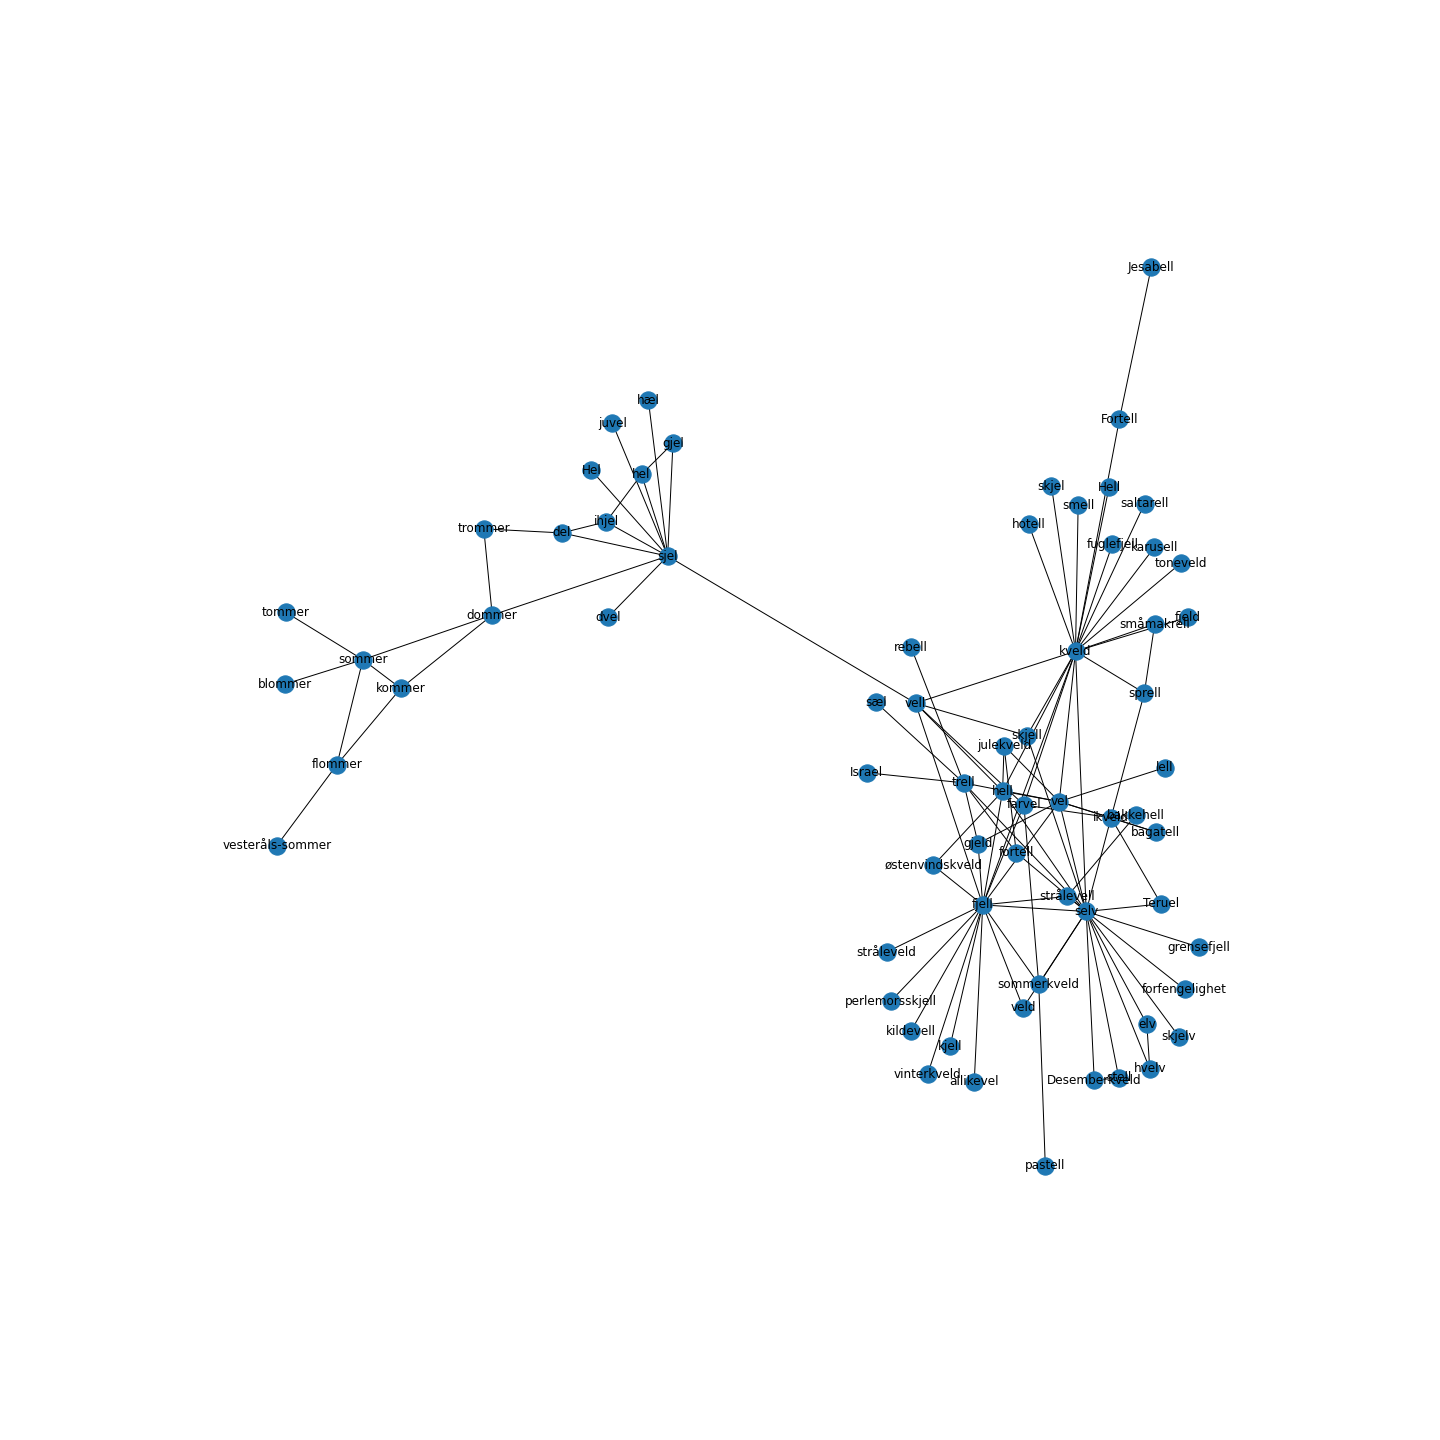 Jesabell
hæl
Fortell
juvel
gjel
Hel
hel
skjel
Hell
smell
saltarell
ihjel
trommer
del
hotell
fuglefjell
karusell
sjel
toneveld
tommer
dommer
dvel
fjeld
småmakrell
rebell
kveld
sommer
blommer
kommer
sprell
sæl
vell
skjell
julekveld
flommer
Israel
trell
lell
hell
farvel
vel
ikveld
bakkehell
bagatell
vesteråls-sommer
gjeld
fortell
østenvindskveld
strålevell
fjell
selv
Teruel
stråleveld
grensefjell
sommerkveld
forfengelighet
perlemorsskjell
veld
kildevell
elv
skjelv
kjell
vinterkveld
allikevel
Desemberkveld
stell
hvelv
pastell